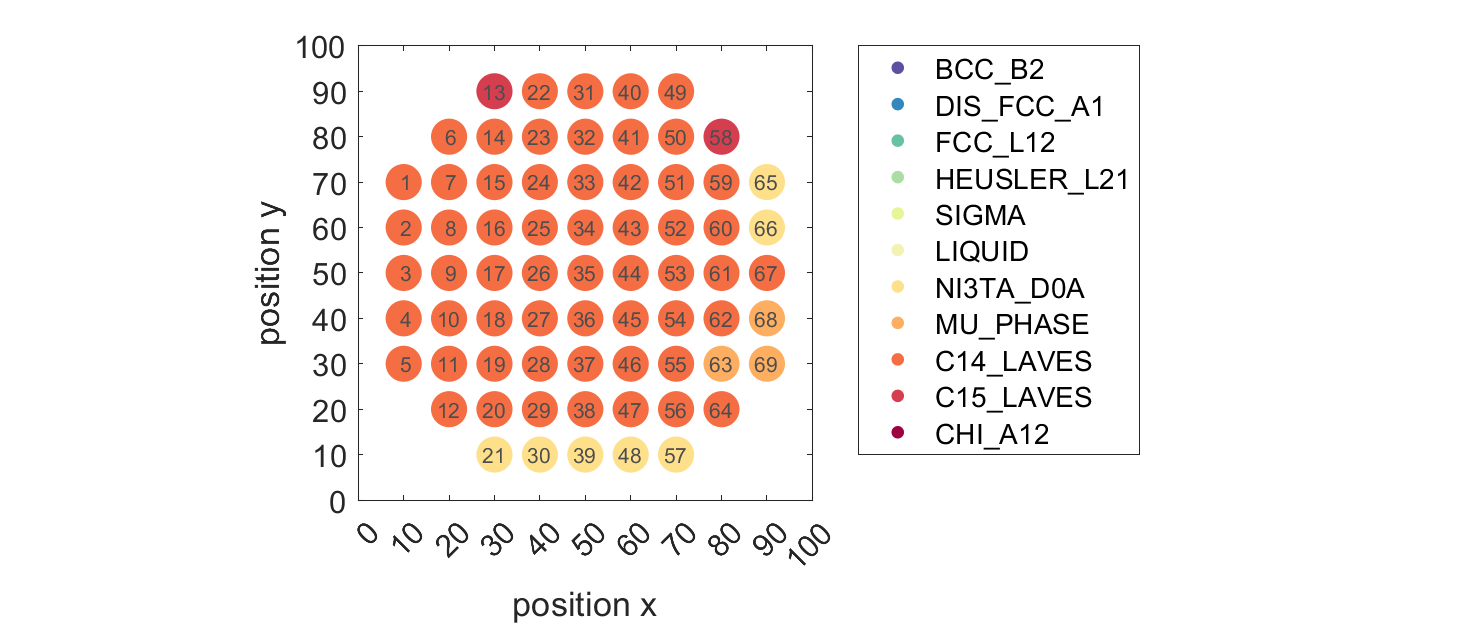 100
90
80
70
60
50
40
30
20
10
0
position y
13 22 31 40 49
6 14 23 32 41 50 58
1 7 15 24 33 42 51 59 65
2 8 16 25 34 43 52 60 66
3 9 17 26 35 44 53 61 67
4 10 18 27 36 45 54 62 68
5 11 19 28 37 46 55 63 69
12 20 29 38 47 56 64
21 30 39 48 57
0 10 20 30 40 50 60 70 80 90 100
position x
BCC_B2
DIS_FCC_A1
FCC_L12
HEUSLER_L21
SIGMA
LIQUID
NI3TA_D0A
MU_PHASE
C14_LAVES
C15_LAVES
CHI_A12